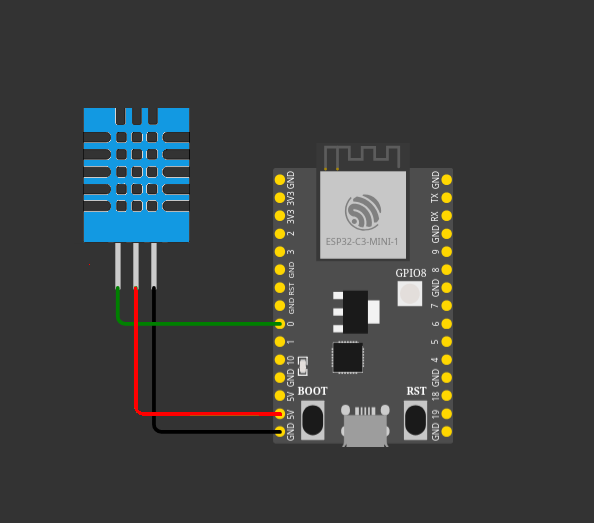 GND
3V3
3V3
2
3
GND
RST
GND
0
1
10
GND
5V
5V
GND
ESP32-C3-MINI-1
GPIO8
BOOT
RST
GND
TX
RX
GND
9
8
GND
7
6
5
4
GND
18
19
GND